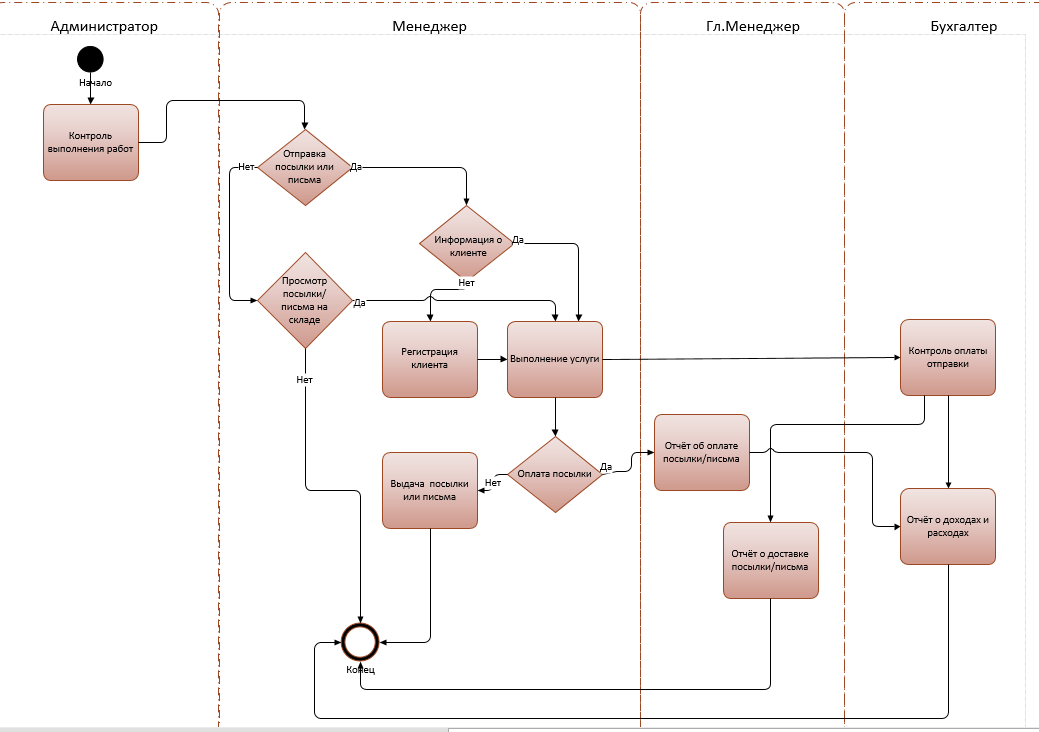 Администратор
Менеджер
Гл.Менеджер
Бухгалтер
Начало
Контроль
выполнения работ
Отправка
посылки или
письма
Нет
Да
Информация о
клиенте
Да
Нет
Просмотр
посылки/
письма на
складе
Да
Нет
Регистрация
клиента
Выполнение услуги
Контроль оплаты
отправки
Оплата посылки
Да
Нет
Отчёт об оплате
посылки/письма
Выдача посылки
или письма
Отчёт о доставке
посылки/письма
Отчёт о доходах и
расходах
Конец